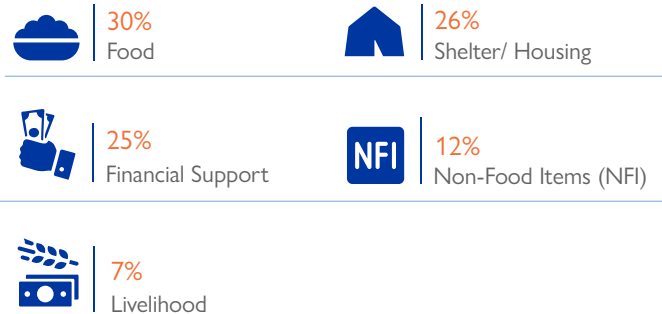 30%
Food
26%
Shelter/ Housing
25%
Financial Support
NFI
12%
Non-Food Items (NFI)
7%
Livelihood